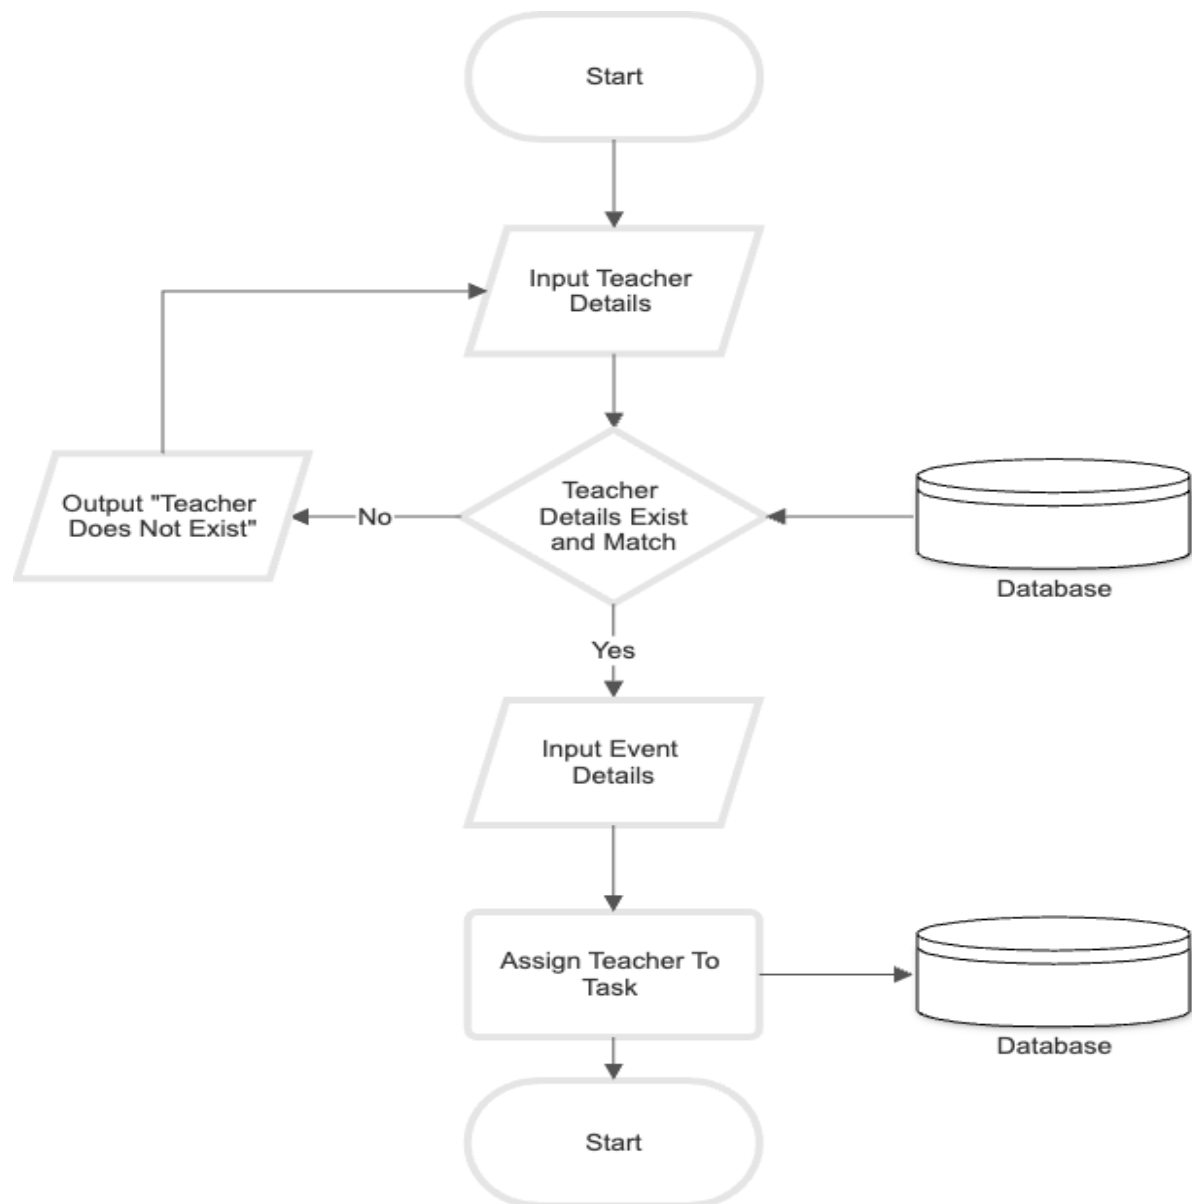 Start
Input Teacher
Details
Output "Teacher
Does Not Exist"
No
Teacher
Details Exist
and Match
Database
Yes
Input Event
Details
Assign Teacher To
Task
Database
Start